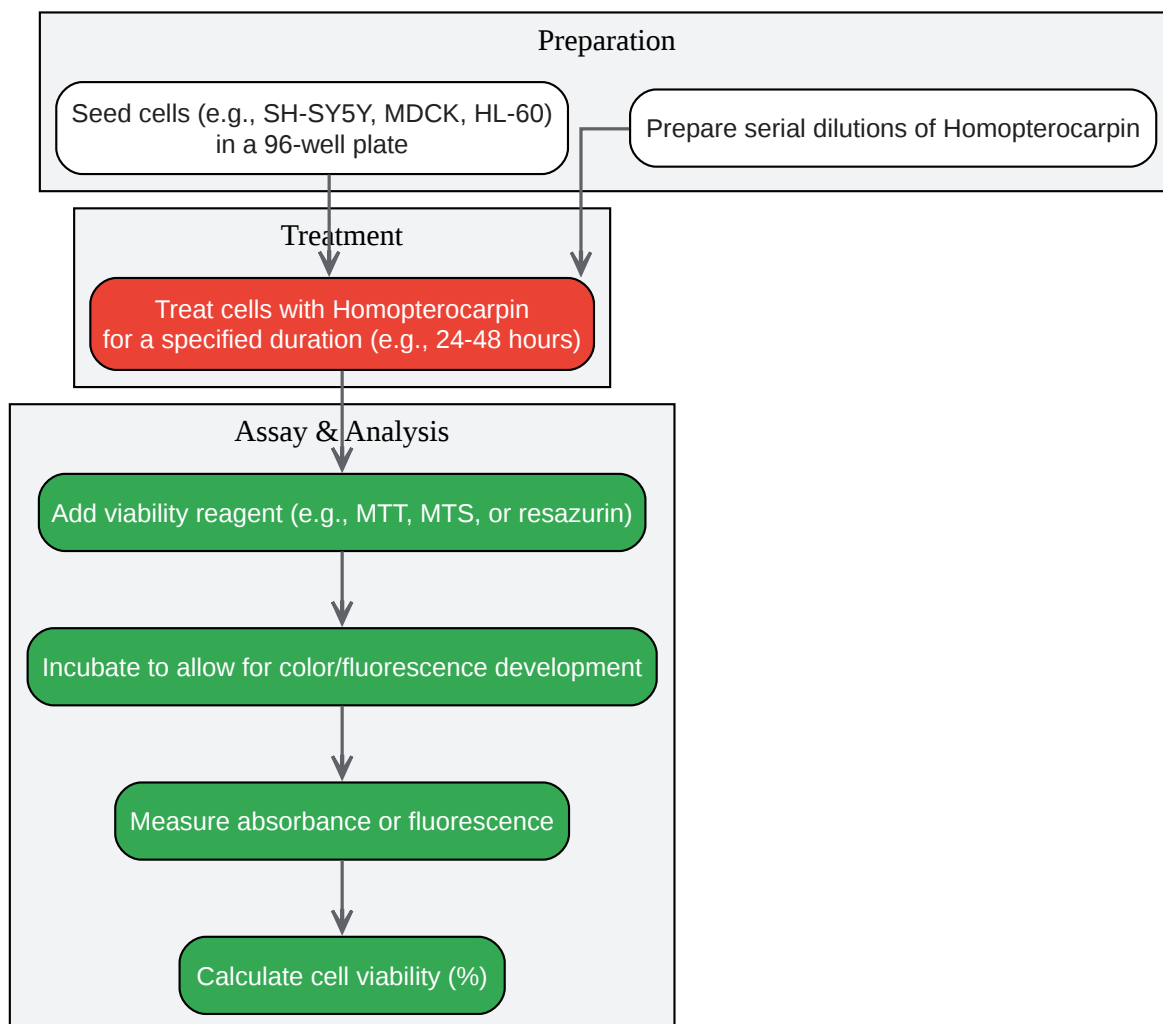 Preparation
Seed cells (e.g., SH-SY5Y, MDCK, HL-60)
in a 96-well plate
Prepare serial dilutions of Homopterocarpin
Treatment
Treat cells with Homopterocarpin
for a specified duration (e.g., 24-48 hours)
Assay & Analysis
Add viability reagent (e.g., MTT, MTS, or resazurin)
Incubate to allow for color/fluorescence development
Measure absorbance or fluorescence
Calculate cell viability (%)